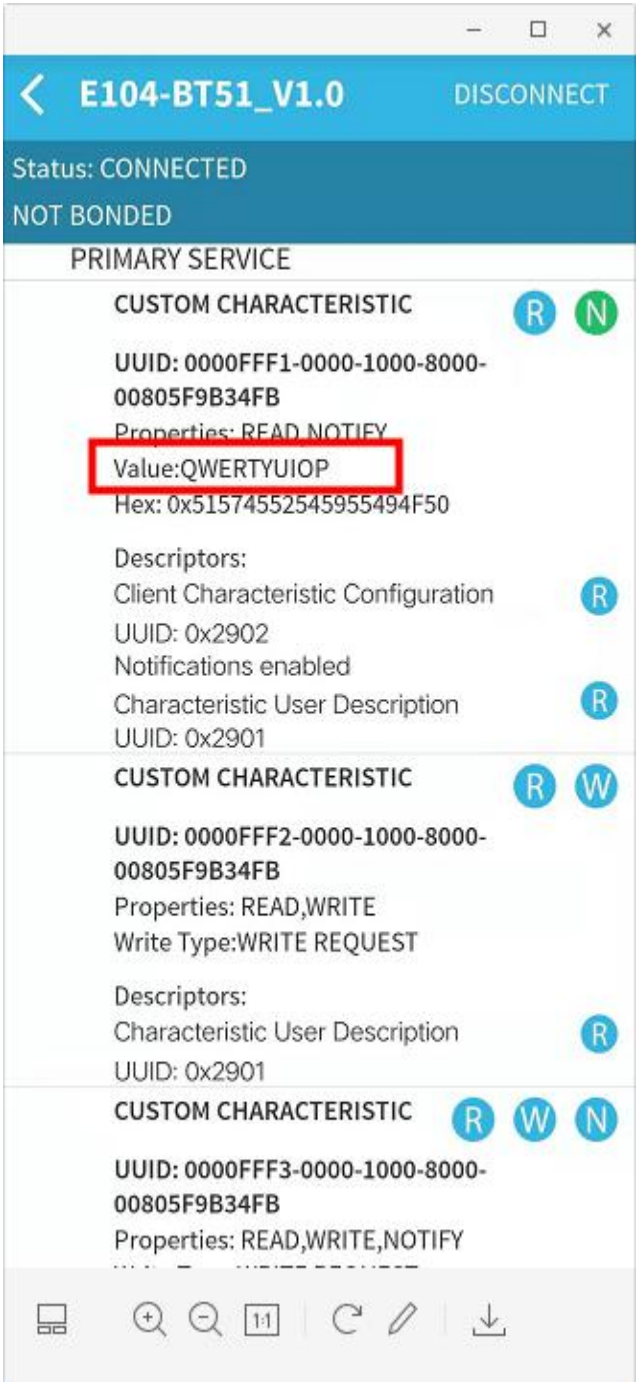 E104-BT51_V1.0 DISCONNECT
Status: CONNECTED
NOT BONDED
PRIMARY SERVICE
CUSTOM CHARACTERISTIC R N
UUID: 0000FFF1-0000-1000-8000-
00805F9B34FB
Properties: READ,NOTIFY
Value:QWERTYUIOP
Hex: 0x51574552545955494F50
Descriptors:
Client Characteristic Configuration R
UUID: 0x2902
Notifications enabled
Characteristic User Description R
UUID: 0x2901
CUSTOM CHARACTERISTIC R W
UUID: 0000FFF2-0000-1000-8000-
00805F9B34FB
Properties: READ,WRITE
Write Type:WRITE REQUEST
Descriptors:
Characteristic User Description R
UUID: 0x2901
CUSTOM CHARACTERISTIC R W N
UUID: 0000FFF3-0000-1000-8000-
00805F9B34FB
Properties: READ,WRITE,NOTIFY
1:1